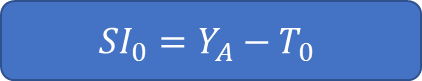 SI₀ = Y_A − T₀